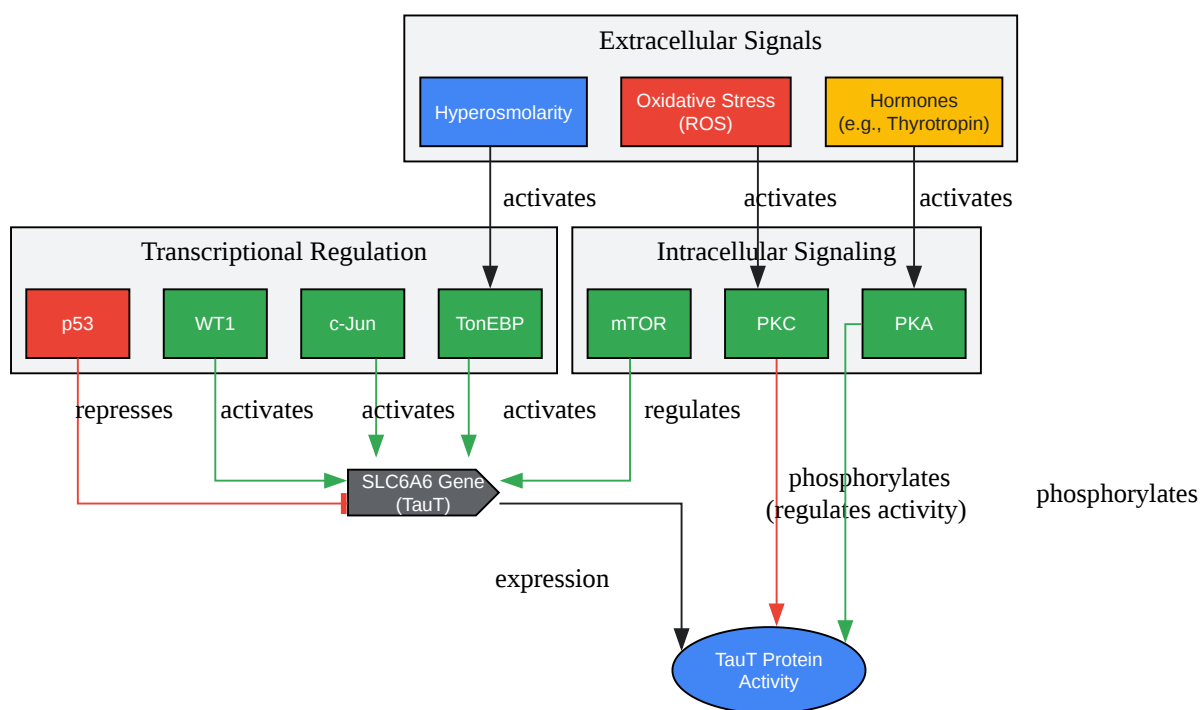 Extracellular Signals
Hyperosmolarity
Oxidative Stress
(ROS)
Hormones
(e.g., Thyrotropin)
activates
activates
activates
Transcriptional Regulation
Intracellular Signaling
p53
WT1
c-Jun
TonEBP
mTOR
PKC
PKA
represses
activates
activates
activates
regulates
SLC6A6 Gene
(TauT)
phosphorylates
(regulates activity)
phosphorylates
expression
TauT Protein
Activity